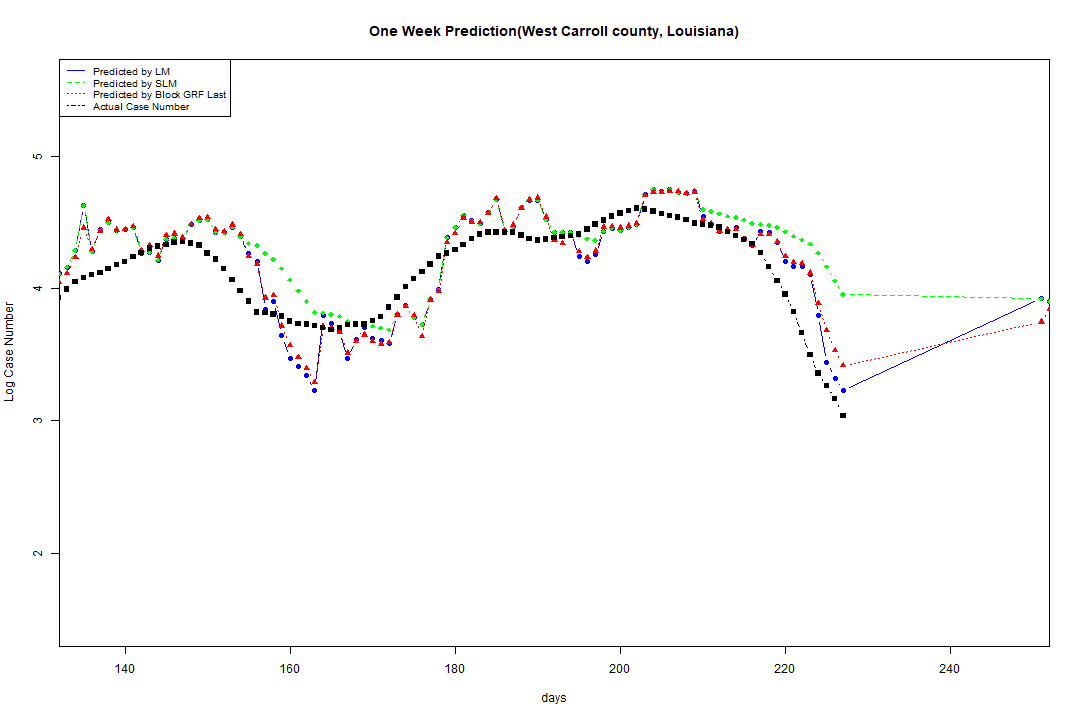 One Week Prediction(West Carroll county, Louisiana)
Predicted by LM
Predicted by SLM
Predicted by Block GRF Last
Actual Case Number
5
4
3
2
Log Case Number
140 160 180 200 220 240
days